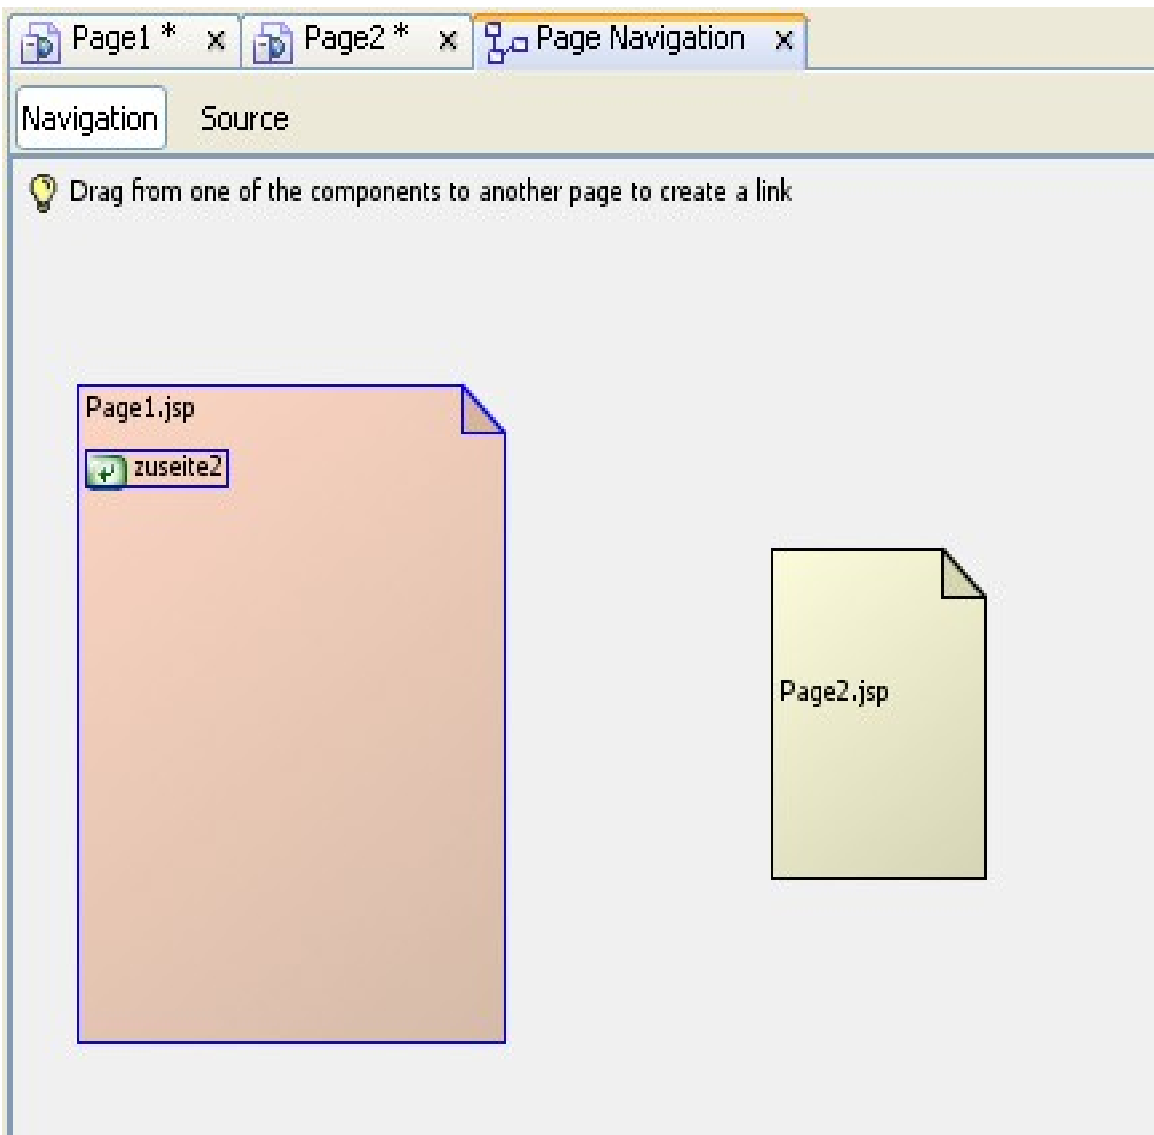 Page1 * x Page2 * x Page Navigation x
Navigation Source
Drag from one of the components to another page to create a link
Page1.jsp
zuseite2
Page2.jsp